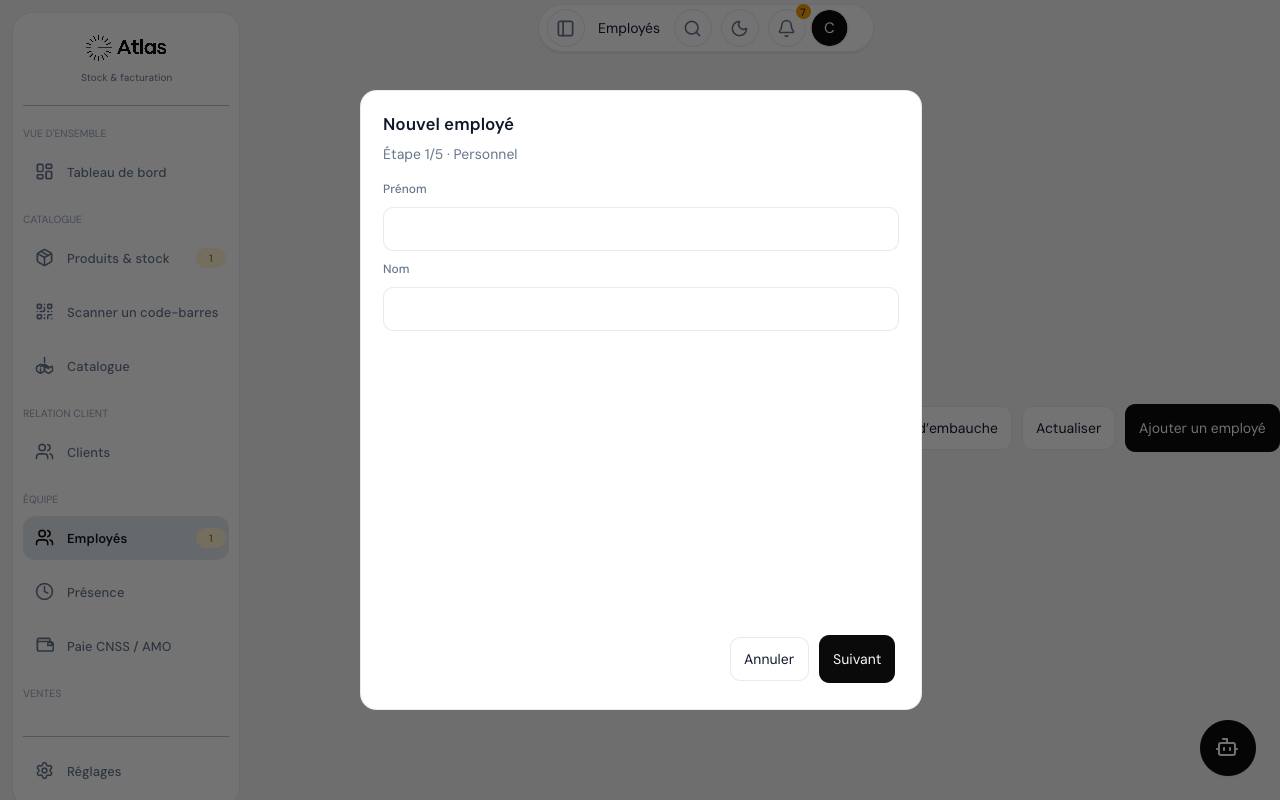 Atlas
Stock & facturation
VUE D'ENSEMBLE
Tableau de bord
CATALOGUE
Produits & stock 1
Scanner un code-barres
Catalogue
RELATION CLIENT
Clients
ÉQUIPE
Employés 1
Présence
Paie CNSS / AMO
VENTES
Réglages
Employés 7 C
Nouvel employé
Étape 1/5 · Personnel
Prénom
Nom
Annuler Suivant
d'embauche Actualiser Ajouter un employé